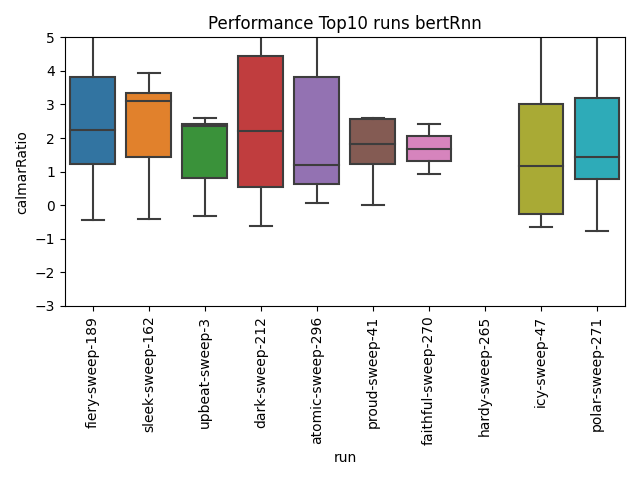 Performance Top10 runs bertRnn
calmarRatio
5
4
3
2
1
0
−1
−2
−3
fiery-sweep-189
sleek-sweep-162
upbeat-sweep-3
dark-sweep-212
atomic-sweep-296
proud-sweep-41
faithful-sweep-270
hardy-sweep-265
icy-sweep-47
polar-sweep-271
run